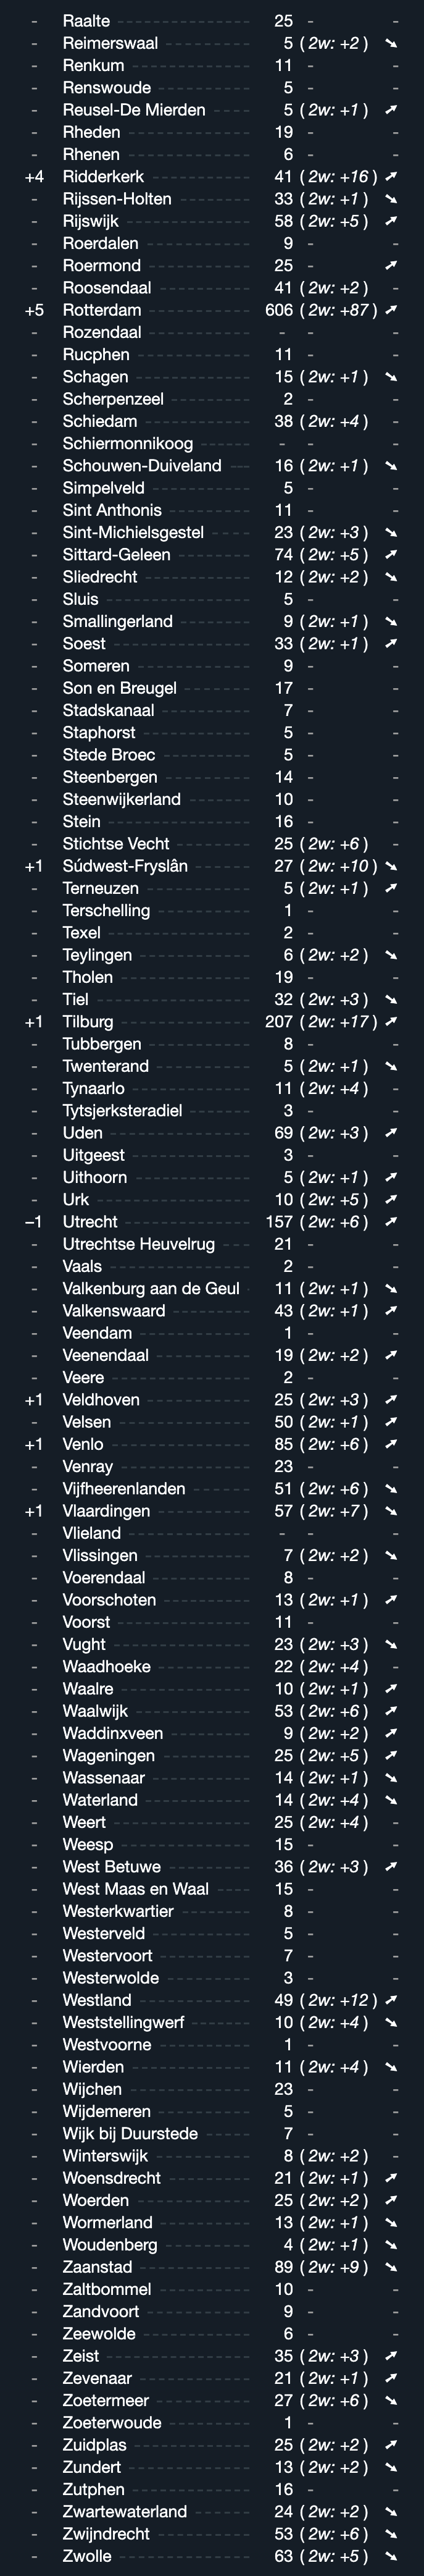 - Raalte 25 - -
- Reimerswaal 5 ( 2w: +2 ) ➘
- Renkum 11 - -
- Renswoude 5 - -
- Reusel-De Mierden 5 ( 2w: +1 ) ➚
- Rheden 19 - -
- Rhenen 6 - -
+4 Ridderkerk 41 ( 2w: +16 ) ➚
- Rijssen-Holten 33 ( 2w: +1 ) ➘
- Rijswijk 58 ( 2w: +5 ) ➚
- Roerdalen 9 - -
- Roermond 25 - ➚
- Roosendaal 41 ( 2w: +2 ) -
+5 Rotterdam 606 ( 2w: +87 ) ➚
- Rozendaal - - -
- Rucphen 11 - -
- Schagen 15 ( 2w: +1 ) ➘
- Scherpenzeel 2 - -
- Schiedam 38 ( 2w: +4 ) -
- Schiermonnikoog - - -
- Schouwen-Duiveland 16 ( 2w: +1 ) ➘
- Simpelveld 5 - -
- Sint Anthonis 11 - -
- Sint-Michielsgestel 23 ( 2w: +3 ) ➘
- Sittard-Geleen 74 ( 2w: +5 ) ➚
- Sliedrecht 12 ( 2w: +2 ) ➘
- Sluis 5 - -
- Smallingerland 9 ( 2w: +1 ) ➘
- Soest 33 ( 2w: +1 ) ➚
- Someren 9 - -
- Son en Breugel 17 - -
- Stadskanaal 7 - -
- Staphorst 5 - -
- Stede Broec 5 - -
- Steenbergen 14 - -
- Steenwijkerland 10 - -
- Stein 16 - -
- Stichtse Vecht 25 ( 2w: +6 ) -
+1 Súdwest-Fryslân 27 ( 2w: +10 ) ➘
- Terneuzen 5 ( 2w: +1 ) ➚
- Terschelling 1 - -
- Texel 2 - -
- Teylingen 6 ( 2w: +2 ) ➘
- Tholen 19 - -
- Tiel 32 ( 2w: +3 ) ➘
+1 Tilburg 207 ( 2w: +17 ) ➚
- Tubbergen 8 - -
- Twenterand 5 ( 2w: +1 ) ➘
- Tynaarlo 11 ( 2w: +4 ) -
- Tytsjerksteradiel 3 - -
- Uden 69 ( 2w: +3 ) ➚
- Uitgeest 3 - -
- Uithoorn 5 ( 2w: +1 ) ➚
- Urk 10 ( 2w: +5 ) ➚
−1 Utrecht 157 ( 2w: +6 ) ➚
- Utrechtse Heuvelrug 21 - -
- Vaals 2 - -
- Valkenburg aan de Geul 11 ( 2w: +1 ) ➘
- Valkenswaard 43 ( 2w: +1 ) ➚
- Veendam 1 - -
- Veenendaal 19 ( 2w: +2 ) ➚
- Veere 2 - -
+1 Veldhoven 25 ( 2w: +3 ) ➚
- Velsen 50 ( 2w: +1 ) ➚
+1 Venlo 85 ( 2w: +6 ) ➚
- Venray 23 - -
- Vijfheerenlanden 51 ( 2w: +6 ) ➘
+1 Vlaardingen 57 ( 2w: +7 ) ➘
- Vlieland - - -
- Vlissingen 7 ( 2w: +2 ) ➘
- Voerendaal 8 - -
- Voorschoten 13 ( 2w: +1 ) ➚
- Voorst 11 - -
- Vught 23 ( 2w: +3 ) ➘
- Waadhoeke 22 ( 2w: +4 ) -
- Waalre 10 ( 2w: +1 ) ➚
- Waalwijk 53 ( 2w: +6 ) ➚
- Waddinxveen 9 ( 2w: +2 ) ➚
- Wageningen 25 ( 2w: +5 ) ➚
- Wassenaar 14 ( 2w: +1 ) ➘
- Waterland 14 ( 2w: +4 ) ➘
- Weert 25 ( 2w: +4 ) -
- Weesp 15 - -
- West Betuwe 36 ( 2w: +3 ) ➚
- West Maas en Waal 15 - -
- Westerkwartier 8 - -
- Westerveld 5 - -
- Westervoort 7 - -
- Westerwolde 3 - -
- Westland 49 ( 2w: +12 ) ➚
- Weststellingwerf 10 ( 2w: +4 ) ➘
- Westvoorne 1 - -
- Wierden 11 ( 2w: +4 ) ➘
- Wijchen 23 - -
- Wijdemeren 5 - -
- Wijk bij Duurstede 7 - -
- Winterswijk 8 ( 2w: +2 ) -
- Woensdrecht 21 ( 2w: +1 ) ➚
- Woerden 25 ( 2w: +2 ) ➚
- Wormerland 13 ( 2w: +1 ) ➘
- Woudenberg 4 ( 2w: +1 ) ➘
- Zaanstad 89 ( 2w: +9 ) ➘
- Zaltbommel 10 - -
- Zandvoort 9 - -
- Zeewolde 6 - -
- Zeist 35 ( 2w: +3 ) ➚
- Zevenaar 21 ( 2w: +1 ) ➚
- Zoetermeer 27 ( 2w: +6 ) ➘
- Zoeterwoude 1 - -
- Zuidplas 25 ( 2w: +2 ) ➚
- Zundert 13 ( 2w: +2 ) ➘
- Zutphen 16 - -
- Zwartewaterland 24 ( 2w: +2 ) ➘
- Zwijndrecht 53 ( 2w: +6 ) ➘
- Zwolle 63 ( 2w: +5 ) ➘